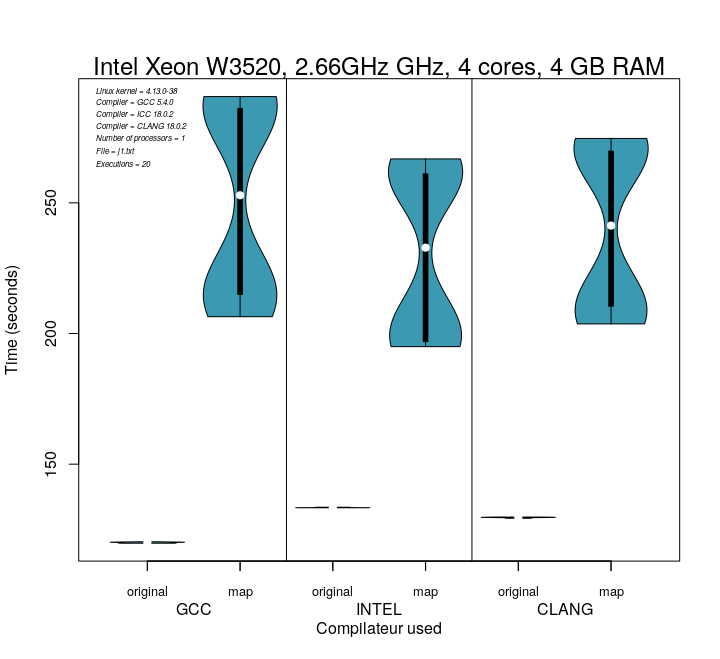 Intel Xeon W3520, 2.66GHz GHz, 4 cores, 4 GB RAM
Linux kernel = 4.13.0-38
Compiler = GCC 5.4.0
Compiler = ICC 18.0.2
Compiler = CLANG 18.0.2
Number of processors = 1
File = j1.txt
Executions = 20
Time (seconds)
250
200
150
original map original map original map
GCC INTEL CLANG
Compilateur used